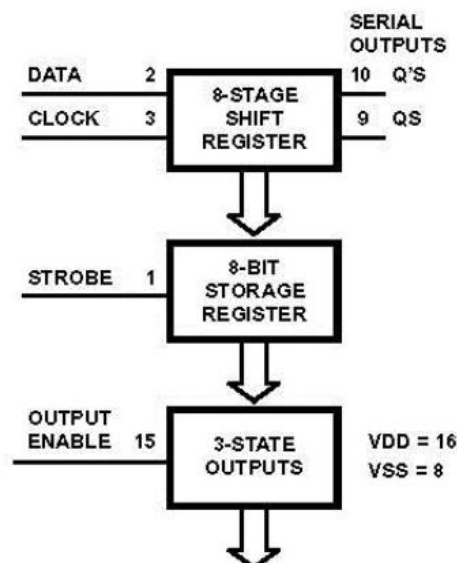 SERIAL
OUTPUTS
DATA 2
10 Q'S
CLOCK 3
9 QS
8-STAGE
SHIFT
REGISTER
STROBE 1
8-BIT
STORAGE
REGISTER
OUTPUT
ENABLE 15
3-STATE
OUTPUTS
VDD = 16
VSS = 8